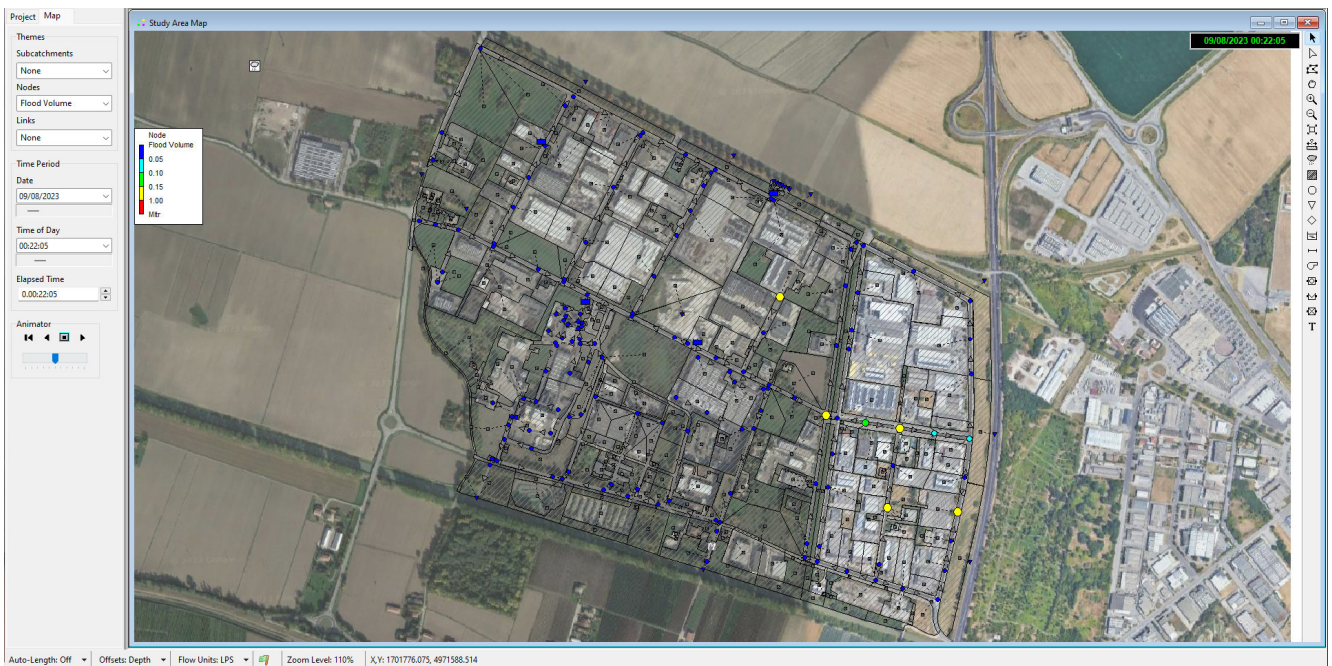 Project Map
Study Area Map
Themes
Subcatchments
None
Nodes
Flood Volume
Links
None
Time Period
Date
09/08/2023
Time of Day
00:22:05
Elapsed Time
0.00:22:05
Animator
Node
Flood Volume
0.05
0.10
0.15
1.00
Mltr
09/08/2023 00:22:05
T
Auto-Length: Off Offsets: Depth Flow Units: LPS Zoom Level: 110% X,Y: 1701776.075, 4971588.514